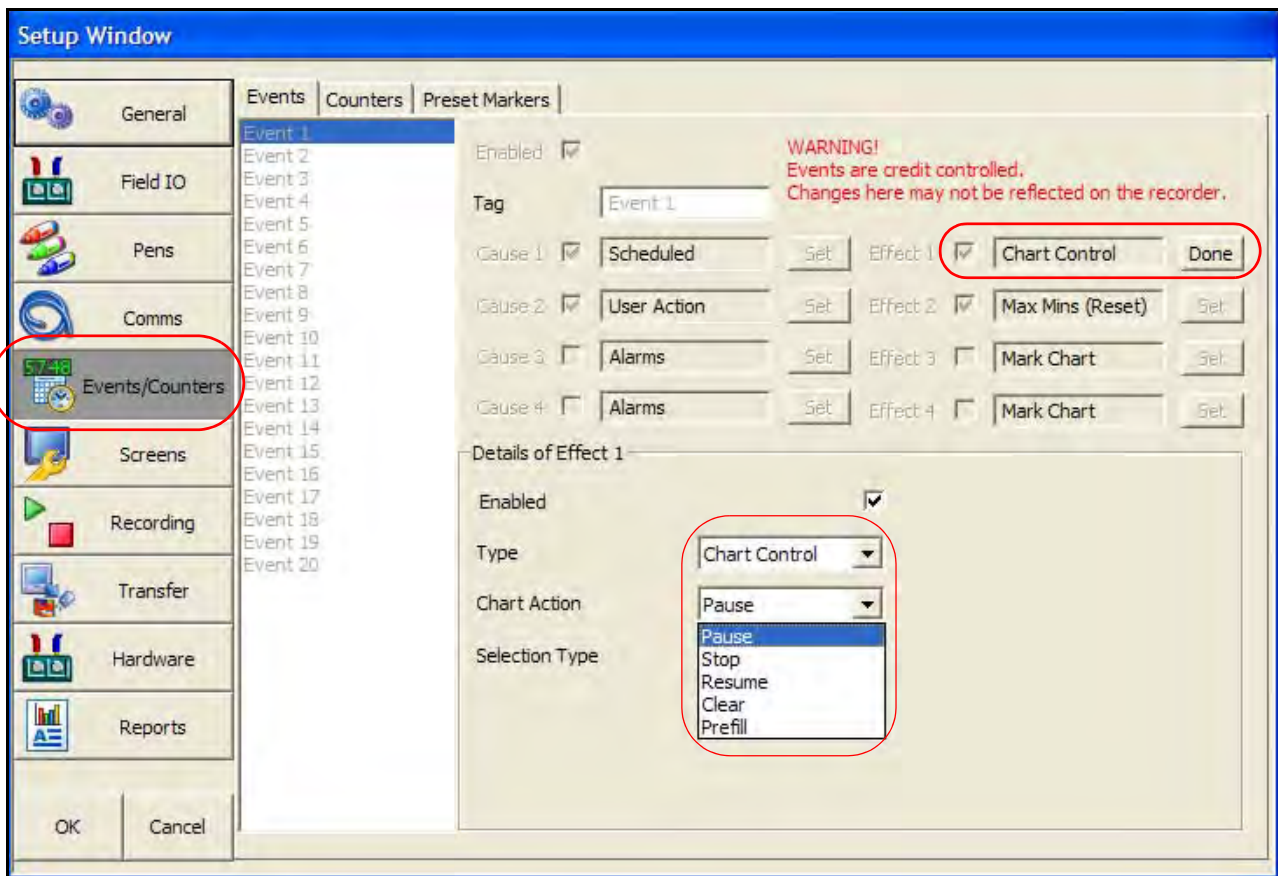 Setup Window
General
Field IO
Pens
Comms
5748
Events/Counters
Screens
Recording
Transfer
Hardware
Reports
OK
Cancel
Events
Counters
Preset Markers
Event 1
Event 2
Event 3
Event 4
Event 5
Event 6
Event 7
Event 8
Event 9
Event 10
Event 11
Event 12
Event 13
Event 14
Event 15
Event 16
Event 17
Event 18
Event 19
Event 20
Enabled
WARNING!
Events are credit controlled.
Changes here may not be reflected on the recorder.
Tag Event 1
Cause 1 Scheduled Set Effect 1 Chart Control Done
Cause 2 User Action Set Effect 2 Max Mins (Reset) Set
Cause 3 Alarms Set Effect 3 Mark Chart Set
Cause 4 Alarms Set Effect 4 Mark Chart Set
Details of Effect 1
Enabled
Type Chart Control
Chart Action Pause
Selection Type
Pause
Stop
Resume
Clear
Prefill